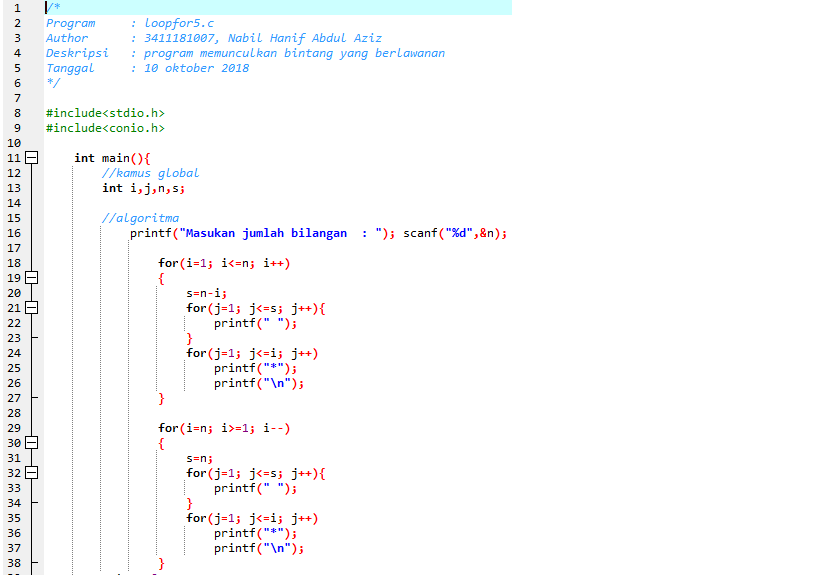 1 /*
2 Program : loopfor5.c
3 Author : 3411181007, Nabil Hanif Abdul Aziz
4 Deskripsi : program memunculkan bintang yang berlawanan
5 Tanggal : 10 oktober 2018
6 */
7
8 #include<stdio.h>
9 #include<conio.h>
10
11 int main(){
12 //kamus global
13 int i,j,n,s;
14
15 //algoritma
16 printf("Masukan jumlah bilangan : "); scanf("%d",&n);
17
18 for(i=1; i<=n; i++)
19 {
20 s=n-i;
21 for(j=1; j<=s; j++){
22 printf(" ");
23 }
24 for(j=1; j<=i; j++)
25 printf("*");
26 printf("\n");
27 }
28
29 for(i=n; i>=1; i--)
30 {
31 s=n;
32 for(j=1; j<=s; j++){
33 printf(" ");
34 }
35 for(j=1; j<=i; j++)
36 printf("*");
37 printf("\n");
38 }